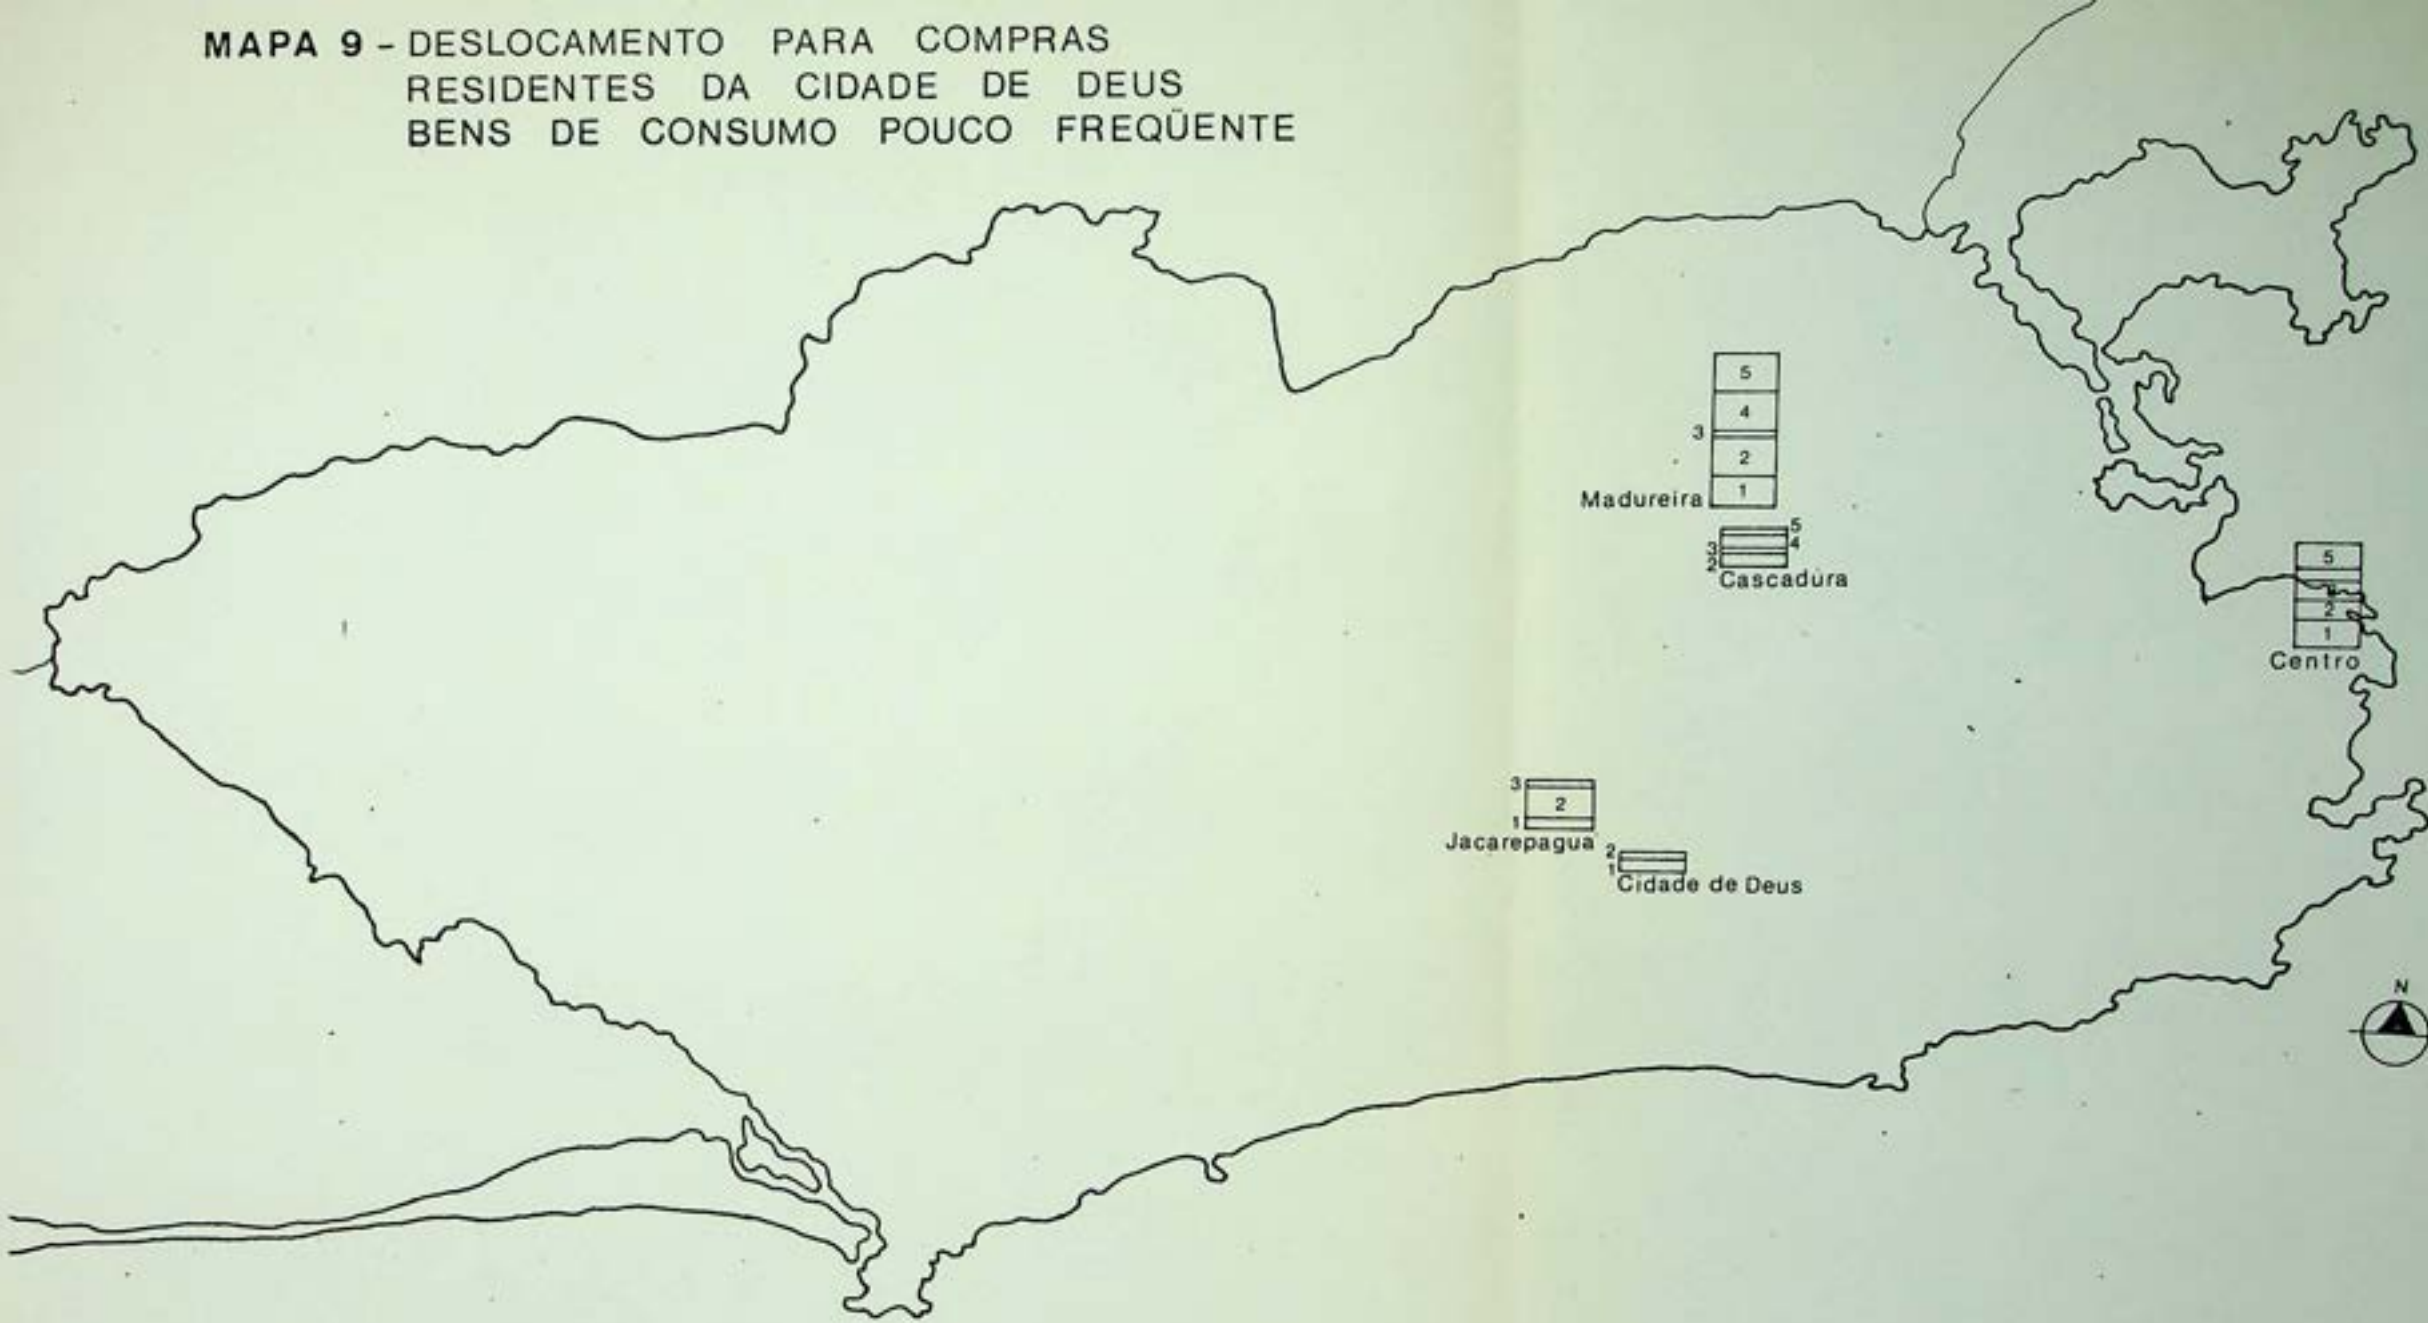 MAPA 9 - DESLOCAMENTO PARA COMPRAS
RESIDENTES DA CIDADE DE DEUS
BENS DE CONSUMO POUCO FREQÜENTE
5
4
3
2
1
Madureira
5
4
3
2
Cascadura
5
2
1
Centro
3
2
1
Jacarepagua
2
1
Cidade de Deus
N